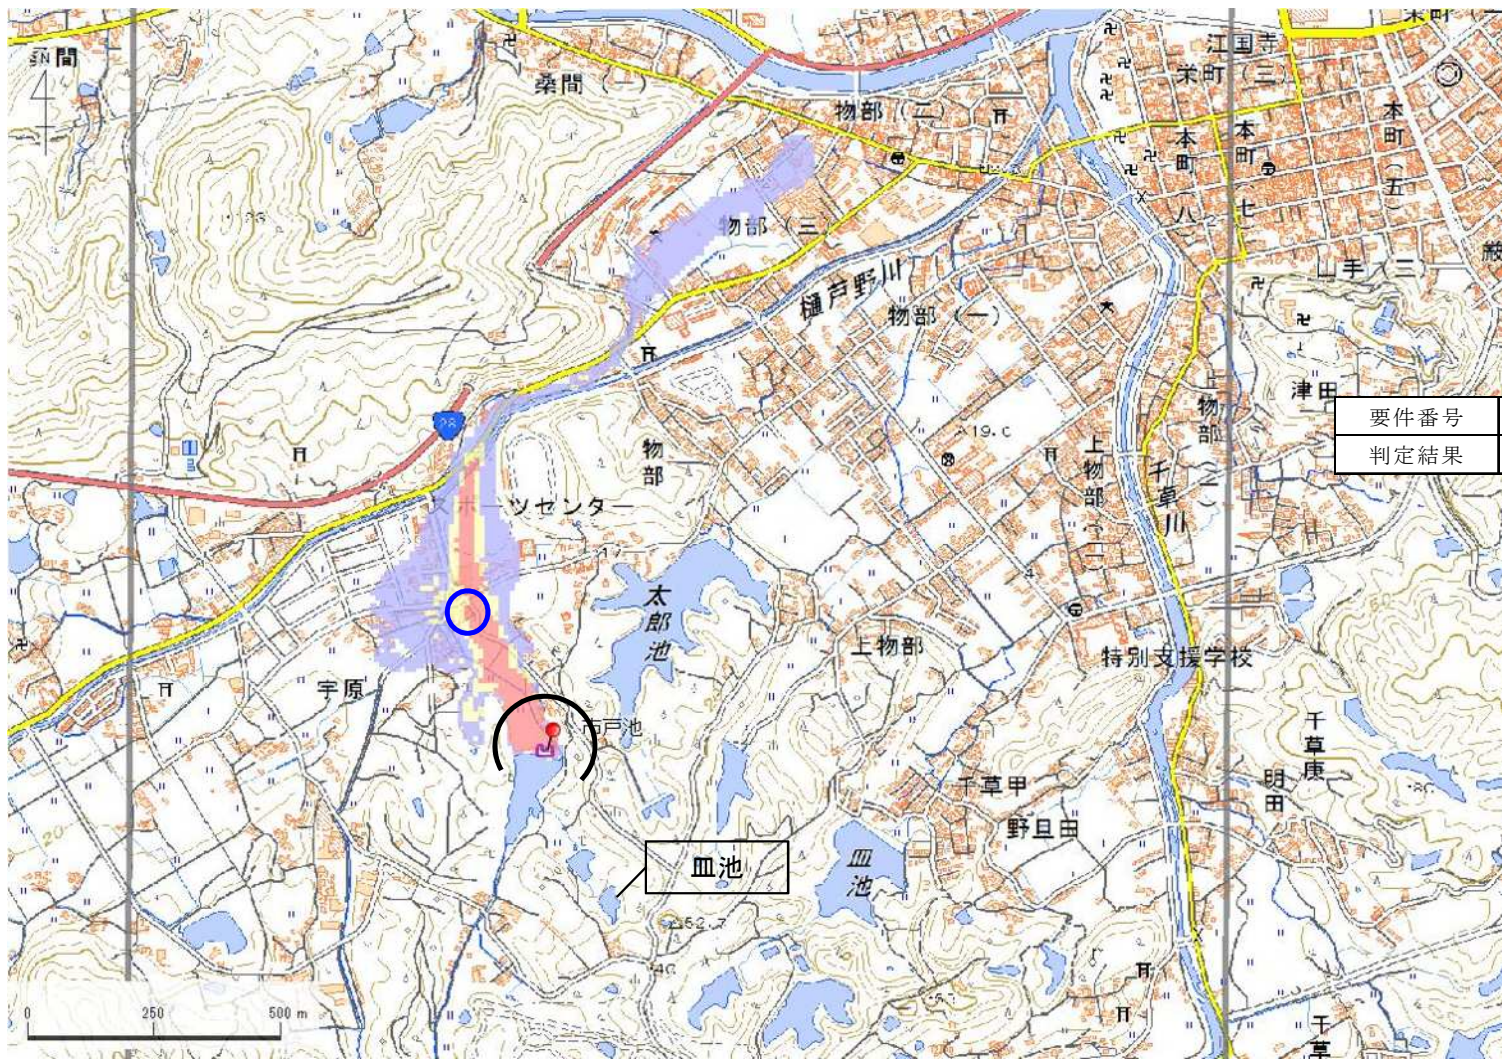 桑間(一)
物部(二)
江国寺
栄町(三)
本町(五)
本町(七)
本町(八)
物部(三)
樋戸野川
物部(一)
山手(三)
津田
上物部(二)
上物部(二)
千草川
19.0
28
物部
スポーツセンター
太郎池
上物部
特別支援学校
宇原
市戸池
千草庚
明田
千草甲
野旦田
皿池
皿池
52.7
要件番号
判定結果
0 250 500 m